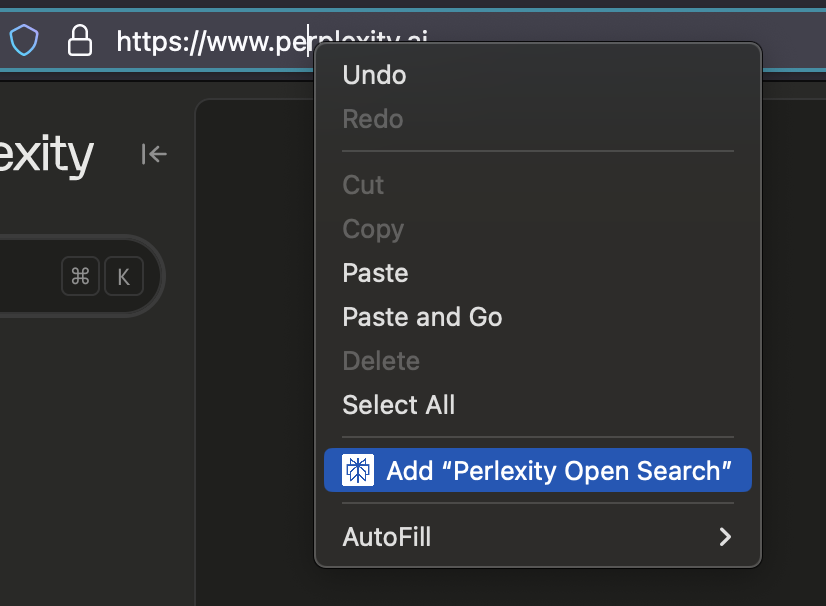 https://www.perplexity.ai
exity
⌘ K
Undo
Redo
Cut
Copy
Paste
Paste and Go
Delete
Select All
Add “Perlexity Open Search”
AutoFill